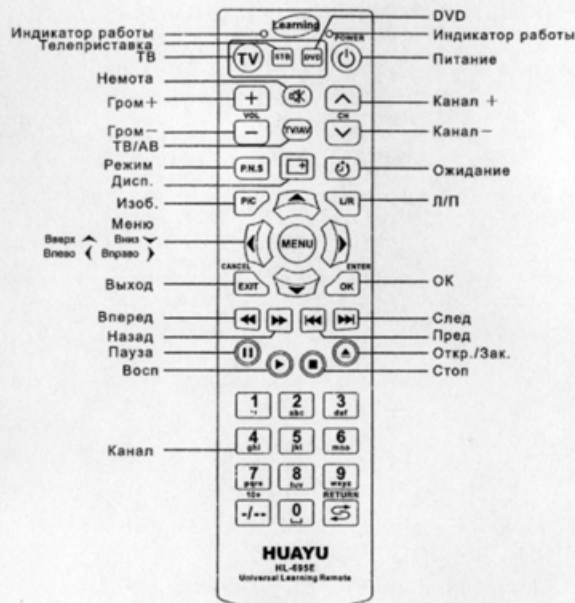 Learning
DVD
Индикатор работы
POWER
Индикатор работы
Телеприставка
ТВ
TV
STB
DVD
Питание
Немота
Гром+
+
VOL
Канал +
CH
Гром—
−
TV/AV
Канал—
ТВ/АВ
Режим
P.N.S
Ожидание
Дисп.
Изоб.
PIC
L/R
Л/П
Меню
Вверх Вниз
Влево Вправо
MENU
CANCEL
ENTER
Выход
EXIT
OK
ОК
Вперед
След
Назад
Пред
Пауза
Откр./Зак.
Восп
Стоп
1
2 abc
3 def
Канал
4 ghi
5 jkl
6 mno
7 pqrs
8 tuv
9 wxyz
10+
RETURN
-/--
0
HUAYU
HL-695E
Universal Learning Remote